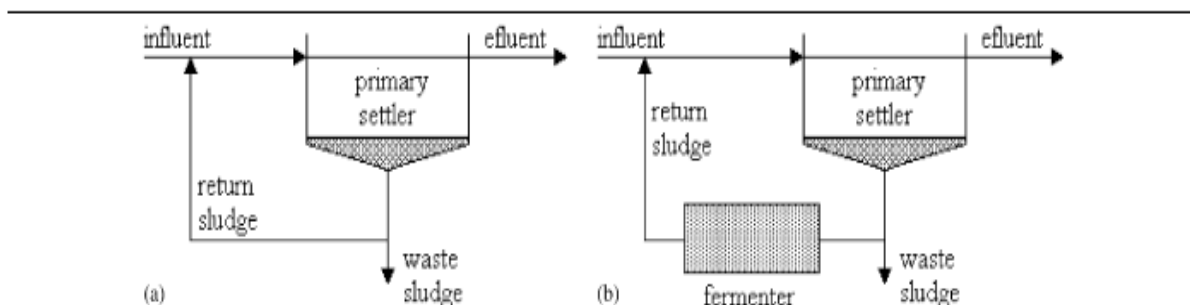 influent
efluent
primary
settler
return
sludge
waste
sludge
(a)
influent
efluent
primary
settler
return
sludge
waste
sludge
(b)
fermenter